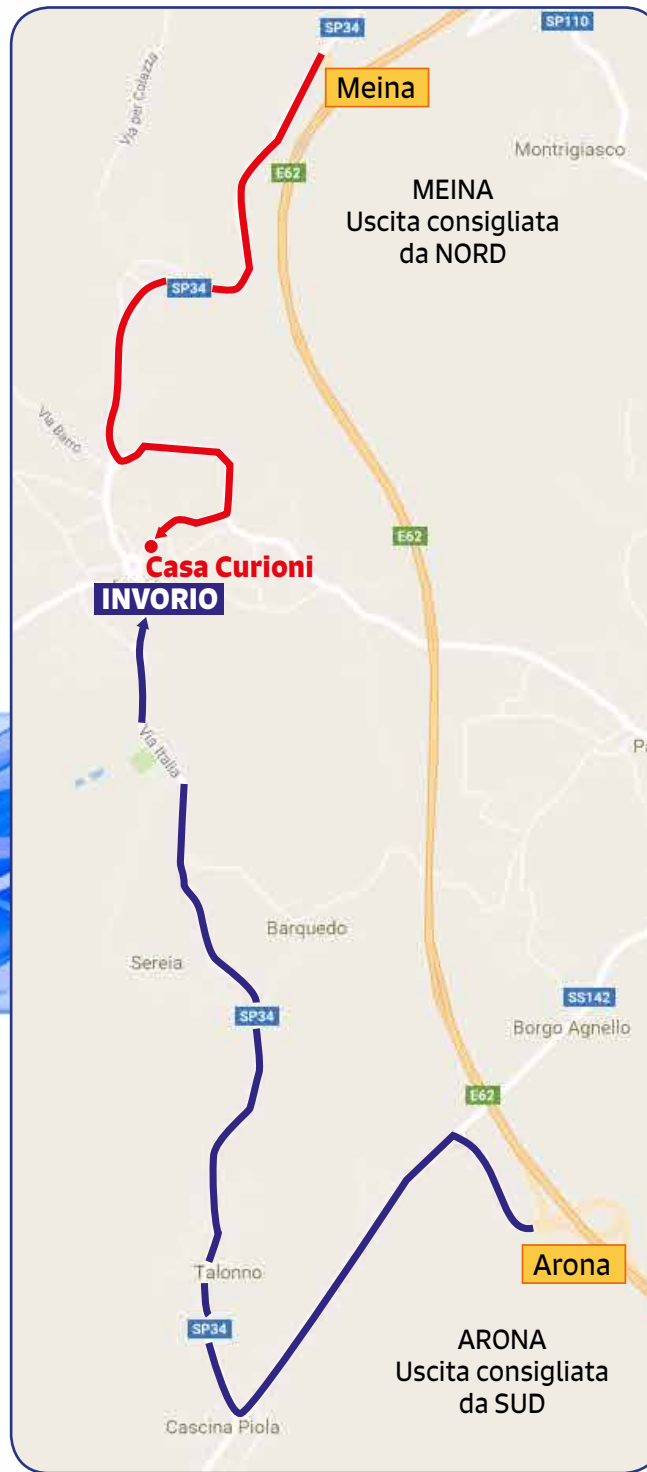 SP34
SP110
Via per Colazza
Meina
Montrigiasco
E62
MEINA
Uscita consigliata
da NORD
SP34
Via Barro
E62
Casa Curioni
INVORIO
Via Italia
Barquedo
Sereia
SS142
SP34
Borgo Agnello
E62
Talonno
Arona
SP34
ARONA
Uscita consigliata
da SUD
Cascina Piola